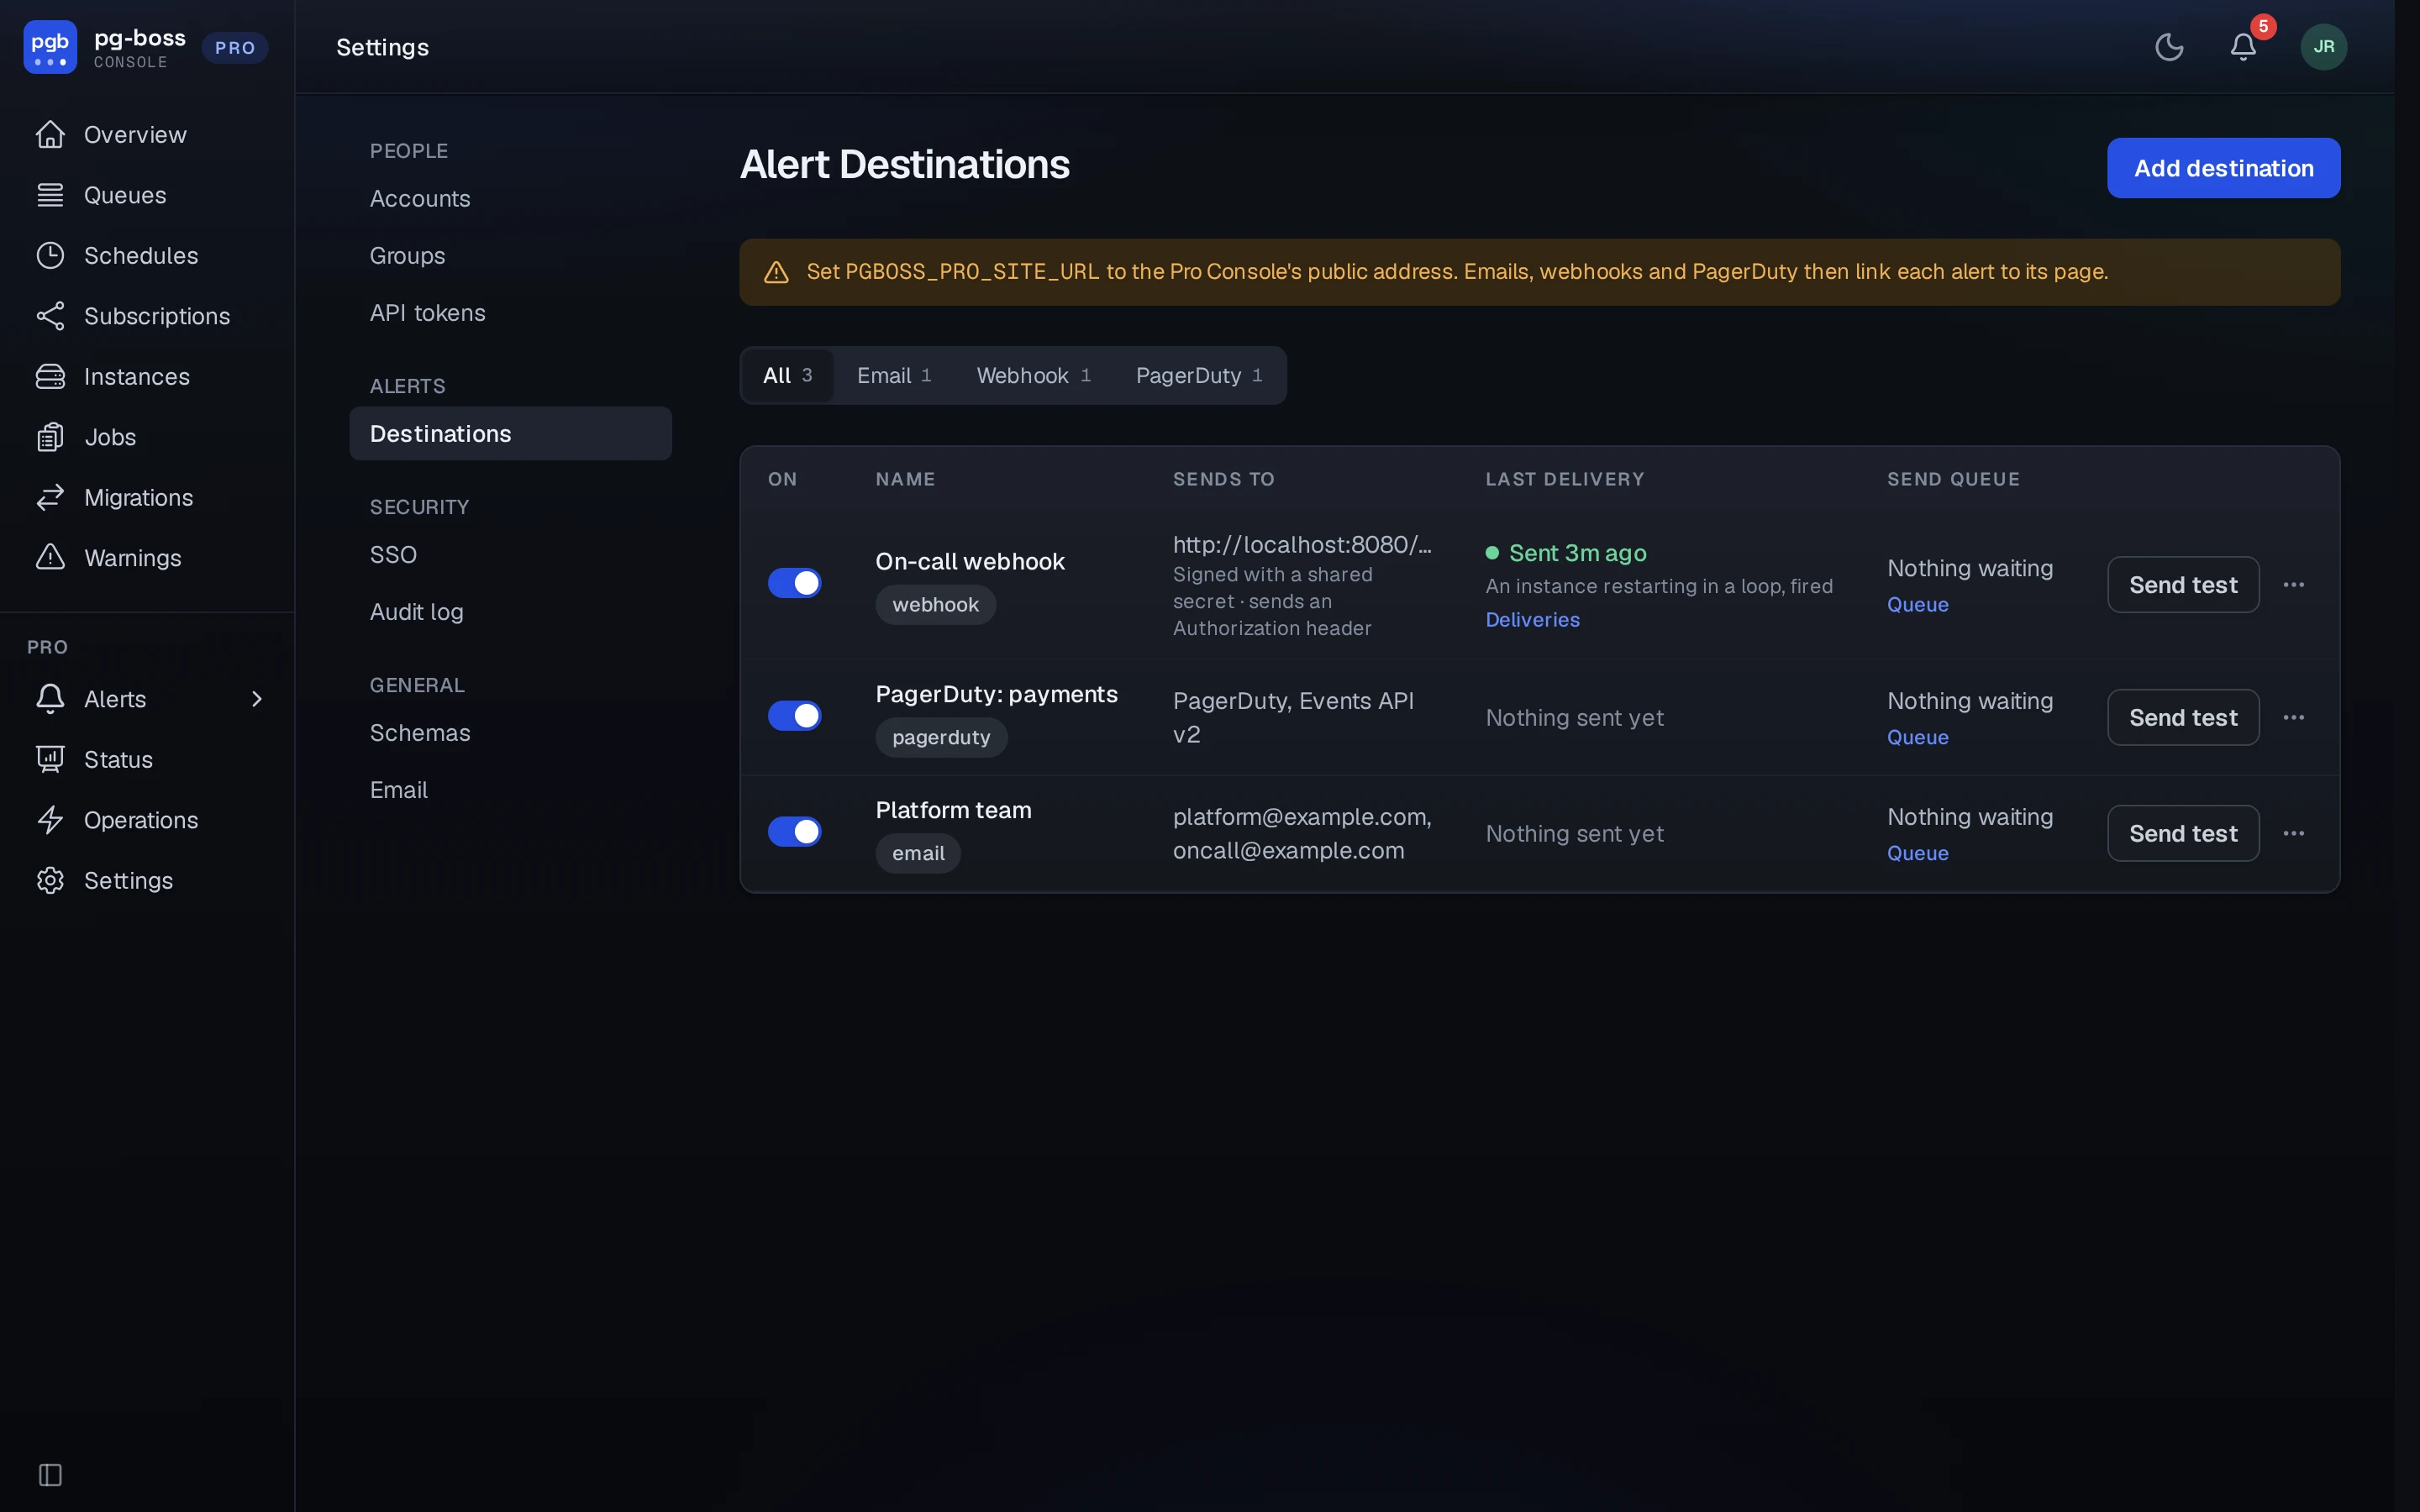 pgb
pg-boss
CONSOLE
PRO
Settings
5
JR
Overview
Queues
Schedules
Subscriptions
Instances
Jobs
Migrations
Warnings
PRO
Alerts
Status
Operations
Settings
PEOPLE
Accounts
Groups
API tokens
ALERTS
Destinations
SECURITY
SSO
Audit log
GENERAL
Schemas
Email
Alert Destinations
Add destination
Set PGBOSS_PRO_SITE_URL to the Pro Console's public address. Emails, webhooks and PagerDuty then link each alert to its page.
All 3 Email 1 Webhook 1 PagerDuty 1
ON NAME SENDS TO LAST DELIVERY SEND QUEUE
On-call webhook
webhook
http://localhost:8080/...
Signed with a shared
secret · sends an
Authorization header
Sent 3m ago
An instance restarting in a loop, fired
Deliveries
Nothing waiting
Queue
Send test
PagerDuty: payments
pagerduty
PagerDuty, Events API
v2
Nothing sent yet
Nothing waiting
Queue
Send test
Platform team
email
platform@example.com,
oncall@example.com
Nothing sent yet
Nothing waiting
Queue
Send test